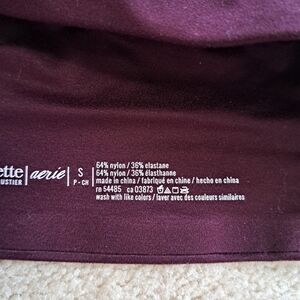 ette | aerie | S
USTIER P - CH
64% nylon / 36% elastane
64% nylon / 36% élasthanne
made in china / fabriqué en chine / hecho en china
rn 54485 ca 03873
wash with like colors / laver avec des couleurs similaires